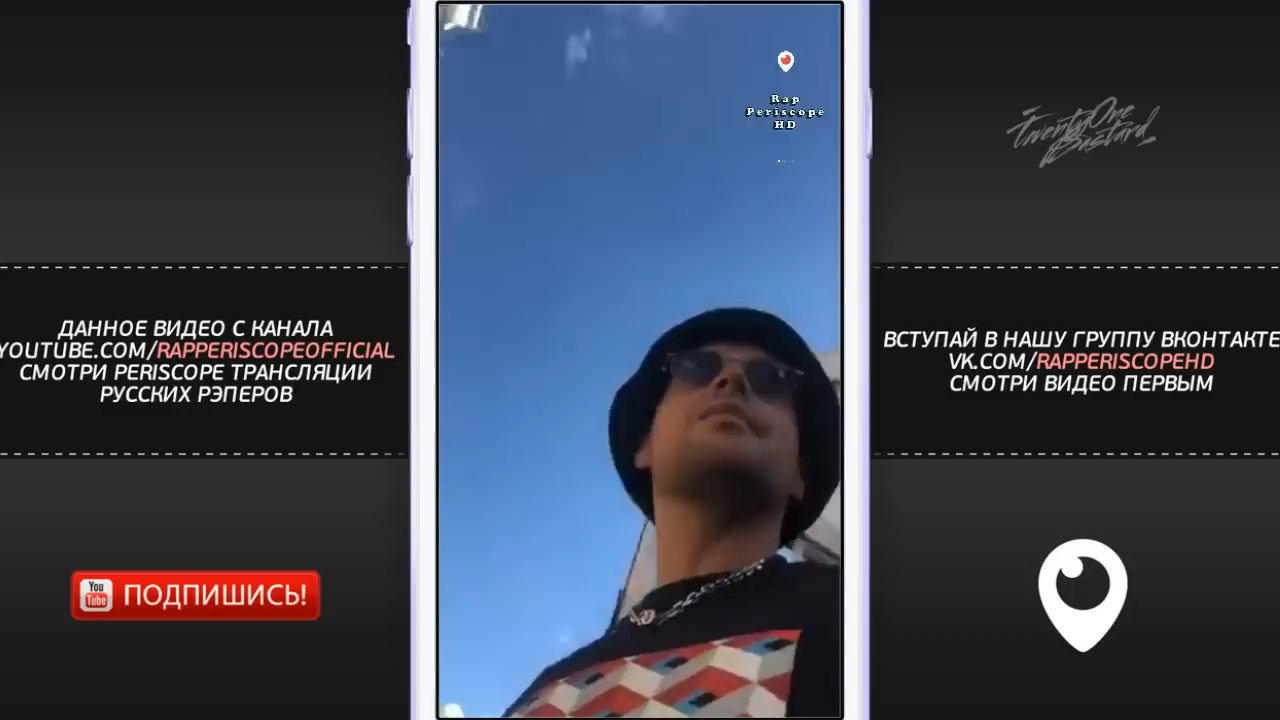 Rap
Periscope
HD
TwentyOne
Bastard
ДАННОЕ ВИДЕО С КАНАЛА
YOUTUBE.COM/RAPPERISCOPEOFFICIAL
СМОТРИ PERISCOPE ТРАНСЛЯЦИИ
РУССКИХ РЭПЕРОВ
ВСТУПАЙ В НАШУ ГРУППУ ВКОНТАКТЕ
VK.COM/RAPPERISCOPEHD
СМОТРИ ВИДЕО ПЕРВЫМ
You
Tube
ПОДПИШИСЬ!